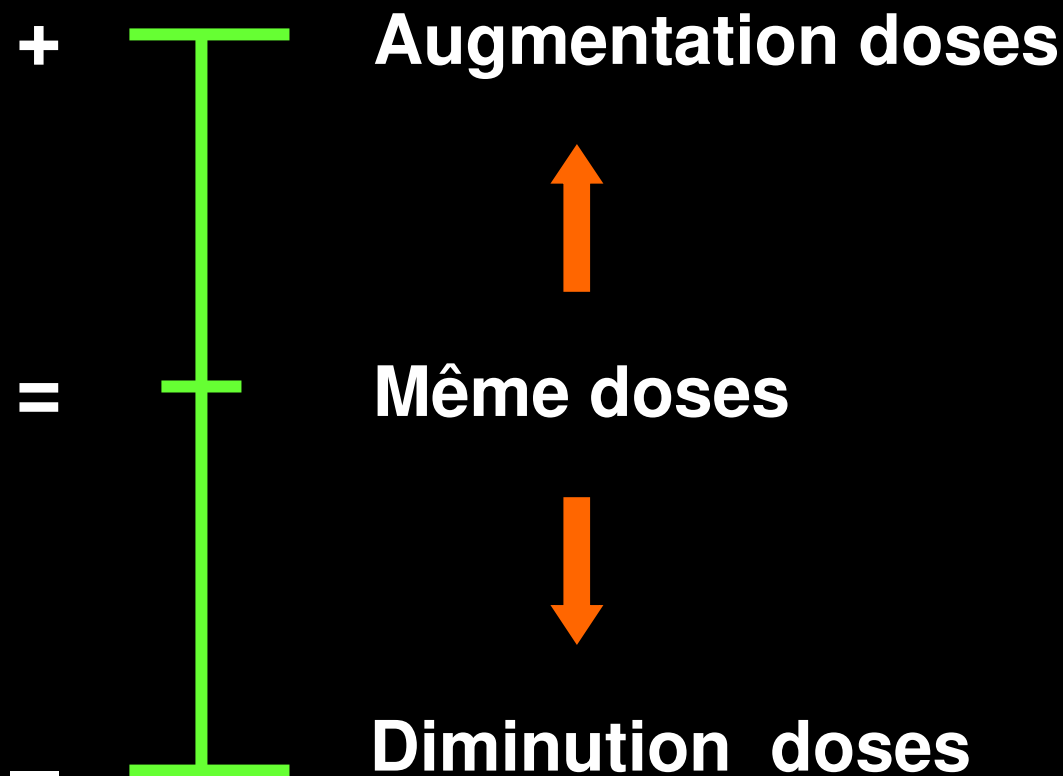 + Augmentation doses
= Même doses
– Diminution doses